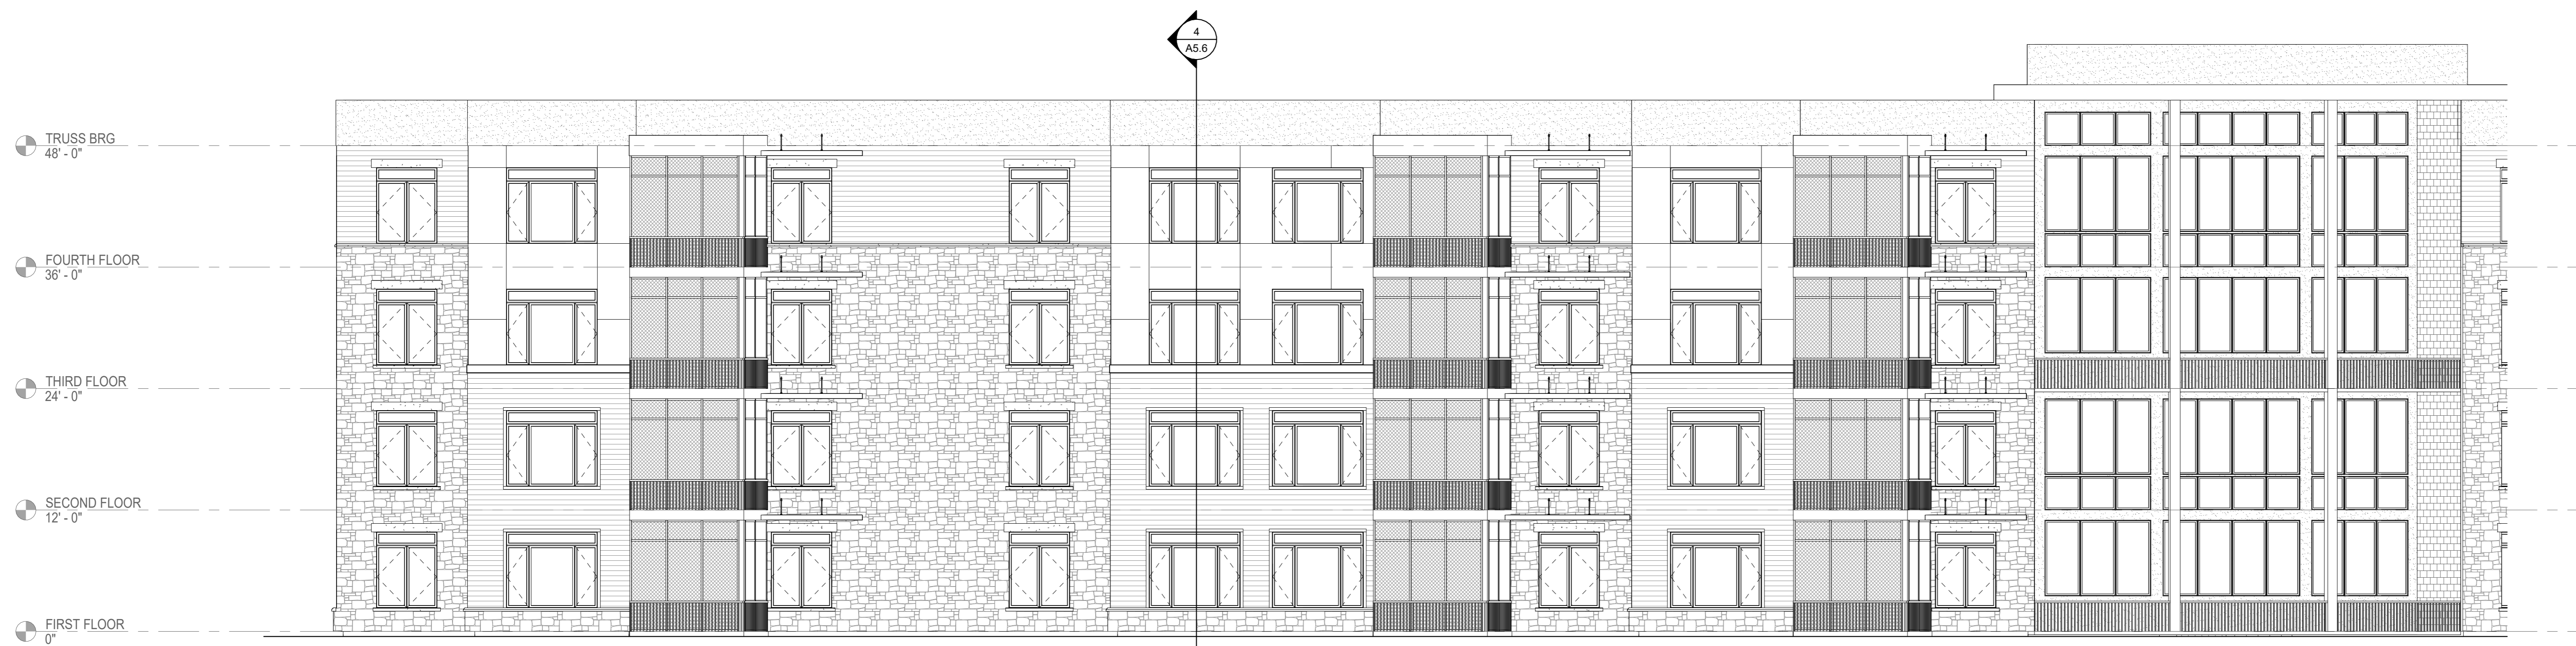 4
A5.6
TRUSS BRG
48' - 0"
FOURTH FLOOR
36' - 0"
THIRD FLOOR
24' - 0"
SECOND FLOOR
12' - 0"
FIRST FLOOR
0"